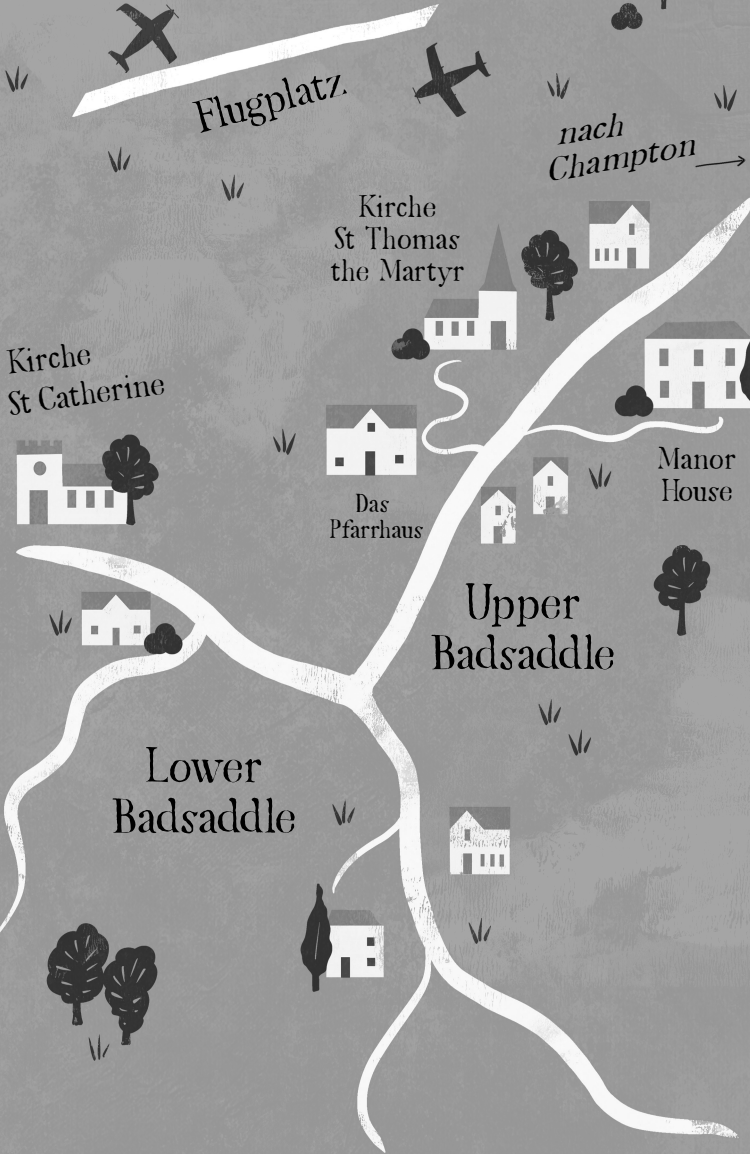 Flugplatz
nach
Champton
Kirche
St Thomas
the Martyr
Kirche
St Catherine
Das
Pfarrhaus
Manor
House
Upper
Badsaddle
Lower
Badsaddle